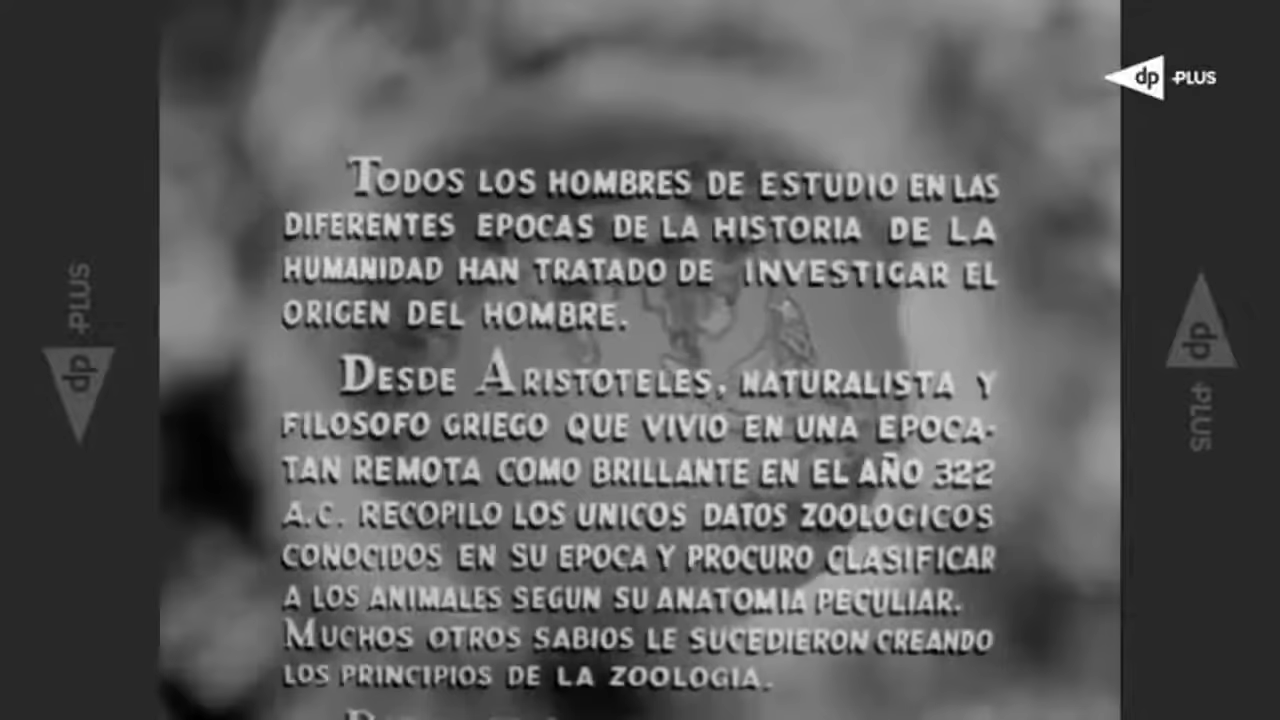 dp PLUS
TODOS LOS HOMBRES DE ESTUDIO EN LAS
DIFERENTES EPOCAS DE LA HISTORIA DE LA
HUMANIDAD HAN TRATADO DE INVESTIGAR EL
ORIGEN DEL HOMBRE.
DESDE ARISTOTELES, NATURALISTA Y
FILOSOFO GRIEGO QUE VIVIO EN UNA EPOCA
TAN REMOTA COMO BRILLANTE EN EL AÑO 322
A.C. RECOPILO LOS UNICOS DATOS ZOOLOGICOS
CONOCIDOS EN SU EPOCA Y PROCURO CLASIFICAR
A LOS ANIMALES SEGUN SU ANATOMIA PECULIAR.
MUCHOS OTROS SABIOS LE SUCEDIERON CREANDO
LOS PRINCIPIOS DE LA ZOOLOGIA.
dp PLUS
dp PLUS